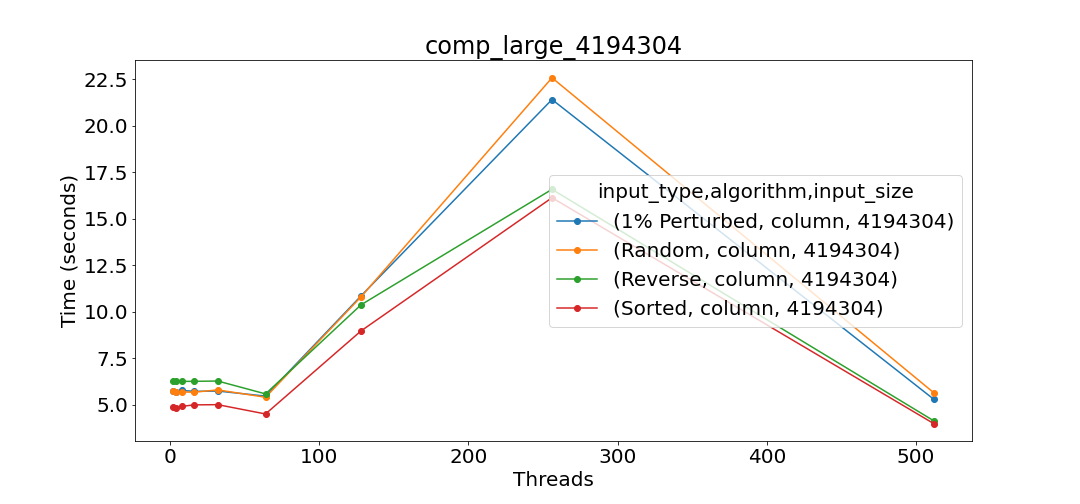 comp_large_4194304
22.5
20.0
17.5
15.0
12.5
10.0
7.5
5.0
Time (seconds)
input_type,algorithm,input_size
(1% Perturbed, column, 4194304)
(Random, column, 4194304)
(Reverse, column, 4194304)
(Sorted, column, 4194304)
0 100 200 300 400 500
Threads